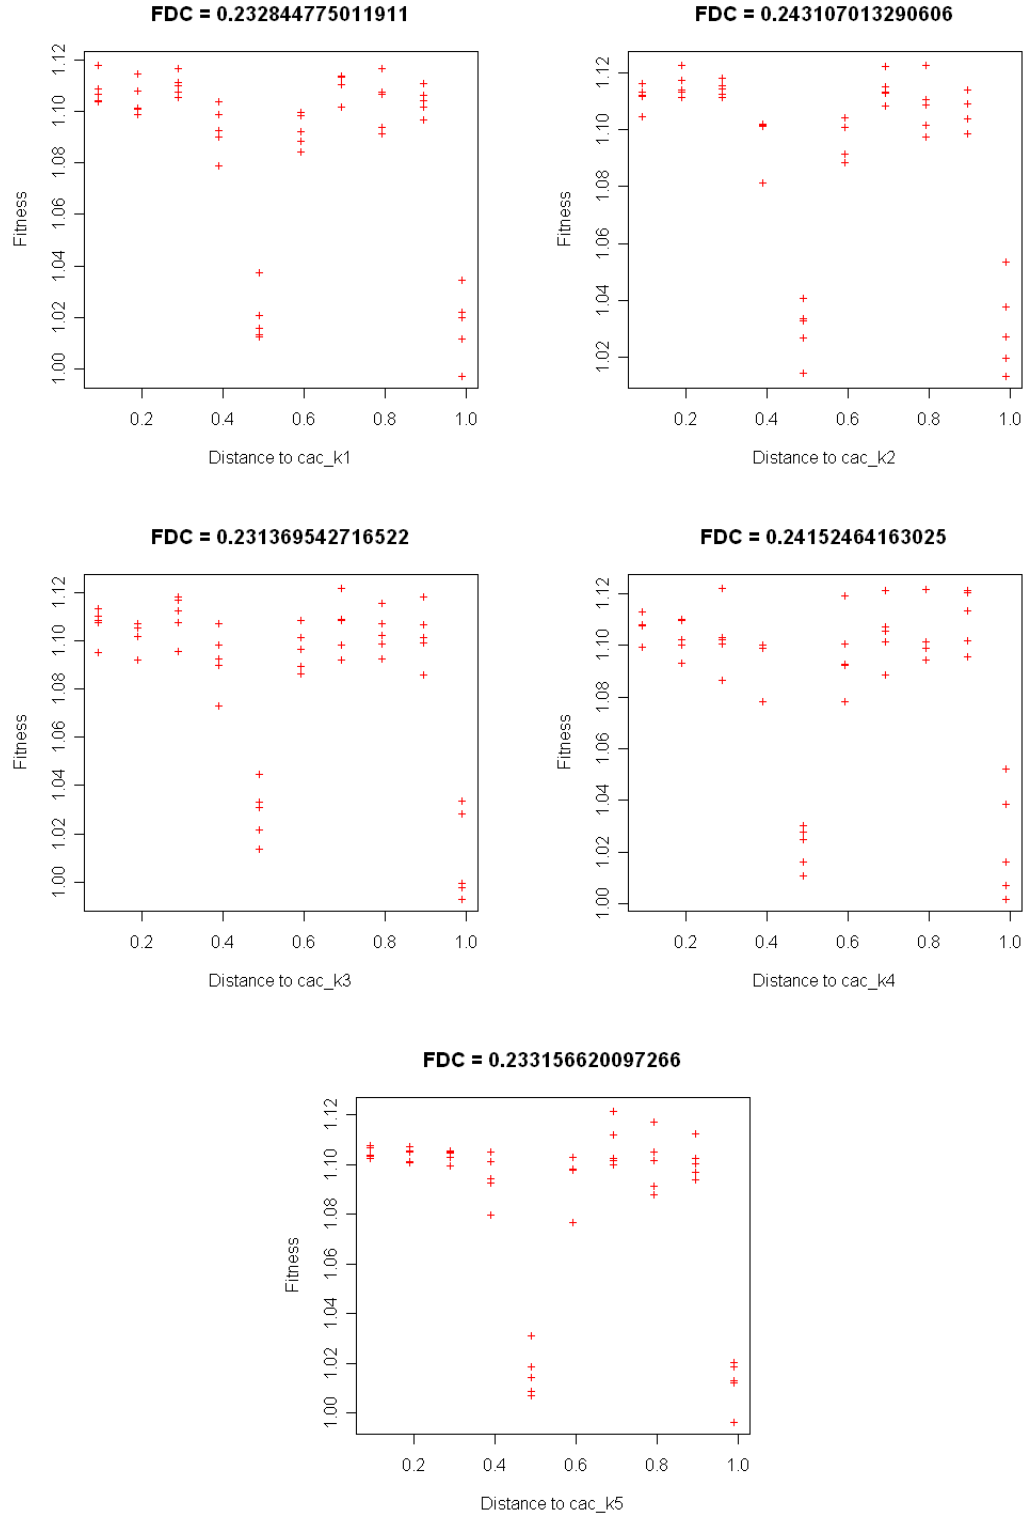 FDC = 0.232844775011911
Fitness
1.12
1.10
1.08
1.06
1.04
1.02
1.00
0.2 0.4 0.6 0.8 1.0
Distance to cac_k1
FDC = 0.243107013290606
Fitness
1.12
1.10
1.08
1.06
1.04
1.02
0.2 0.4 0.6 0.8 1.0
Distance to cac_k2
FDC = 0.231369542716522
Fitness
1.12
1.10
1.08
1.06
1.04
1.02
1.00
0.2 0.4 0.6 0.8 1.0
Distance to cac_k3
FDC = 0.24152464163025
Fitness
1.12
1.10
1.08
1.06
1.04
1.02
1.00
0.2 0.4 0.6 0.8 1.0
Distance to cac_k4
FDC = 0.233156620097266
Fitness
1.12
1.10
1.08
1.06
1.04
1.02
1.00
0.2 0.4 0.6 0.8 1.0
Distance to cac_k5